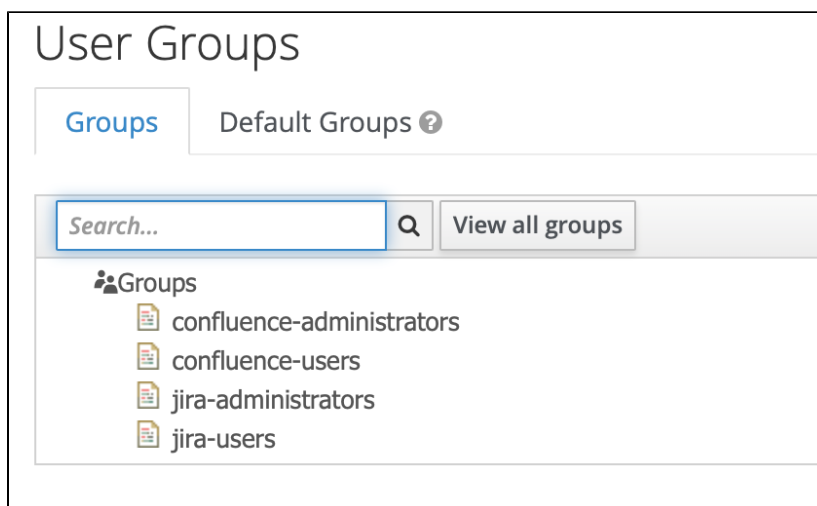 User Groups
Groups Default Groups
Search... View all groups
Groups
confluence-administrators
confluence-users
jira-administrators
jira-users